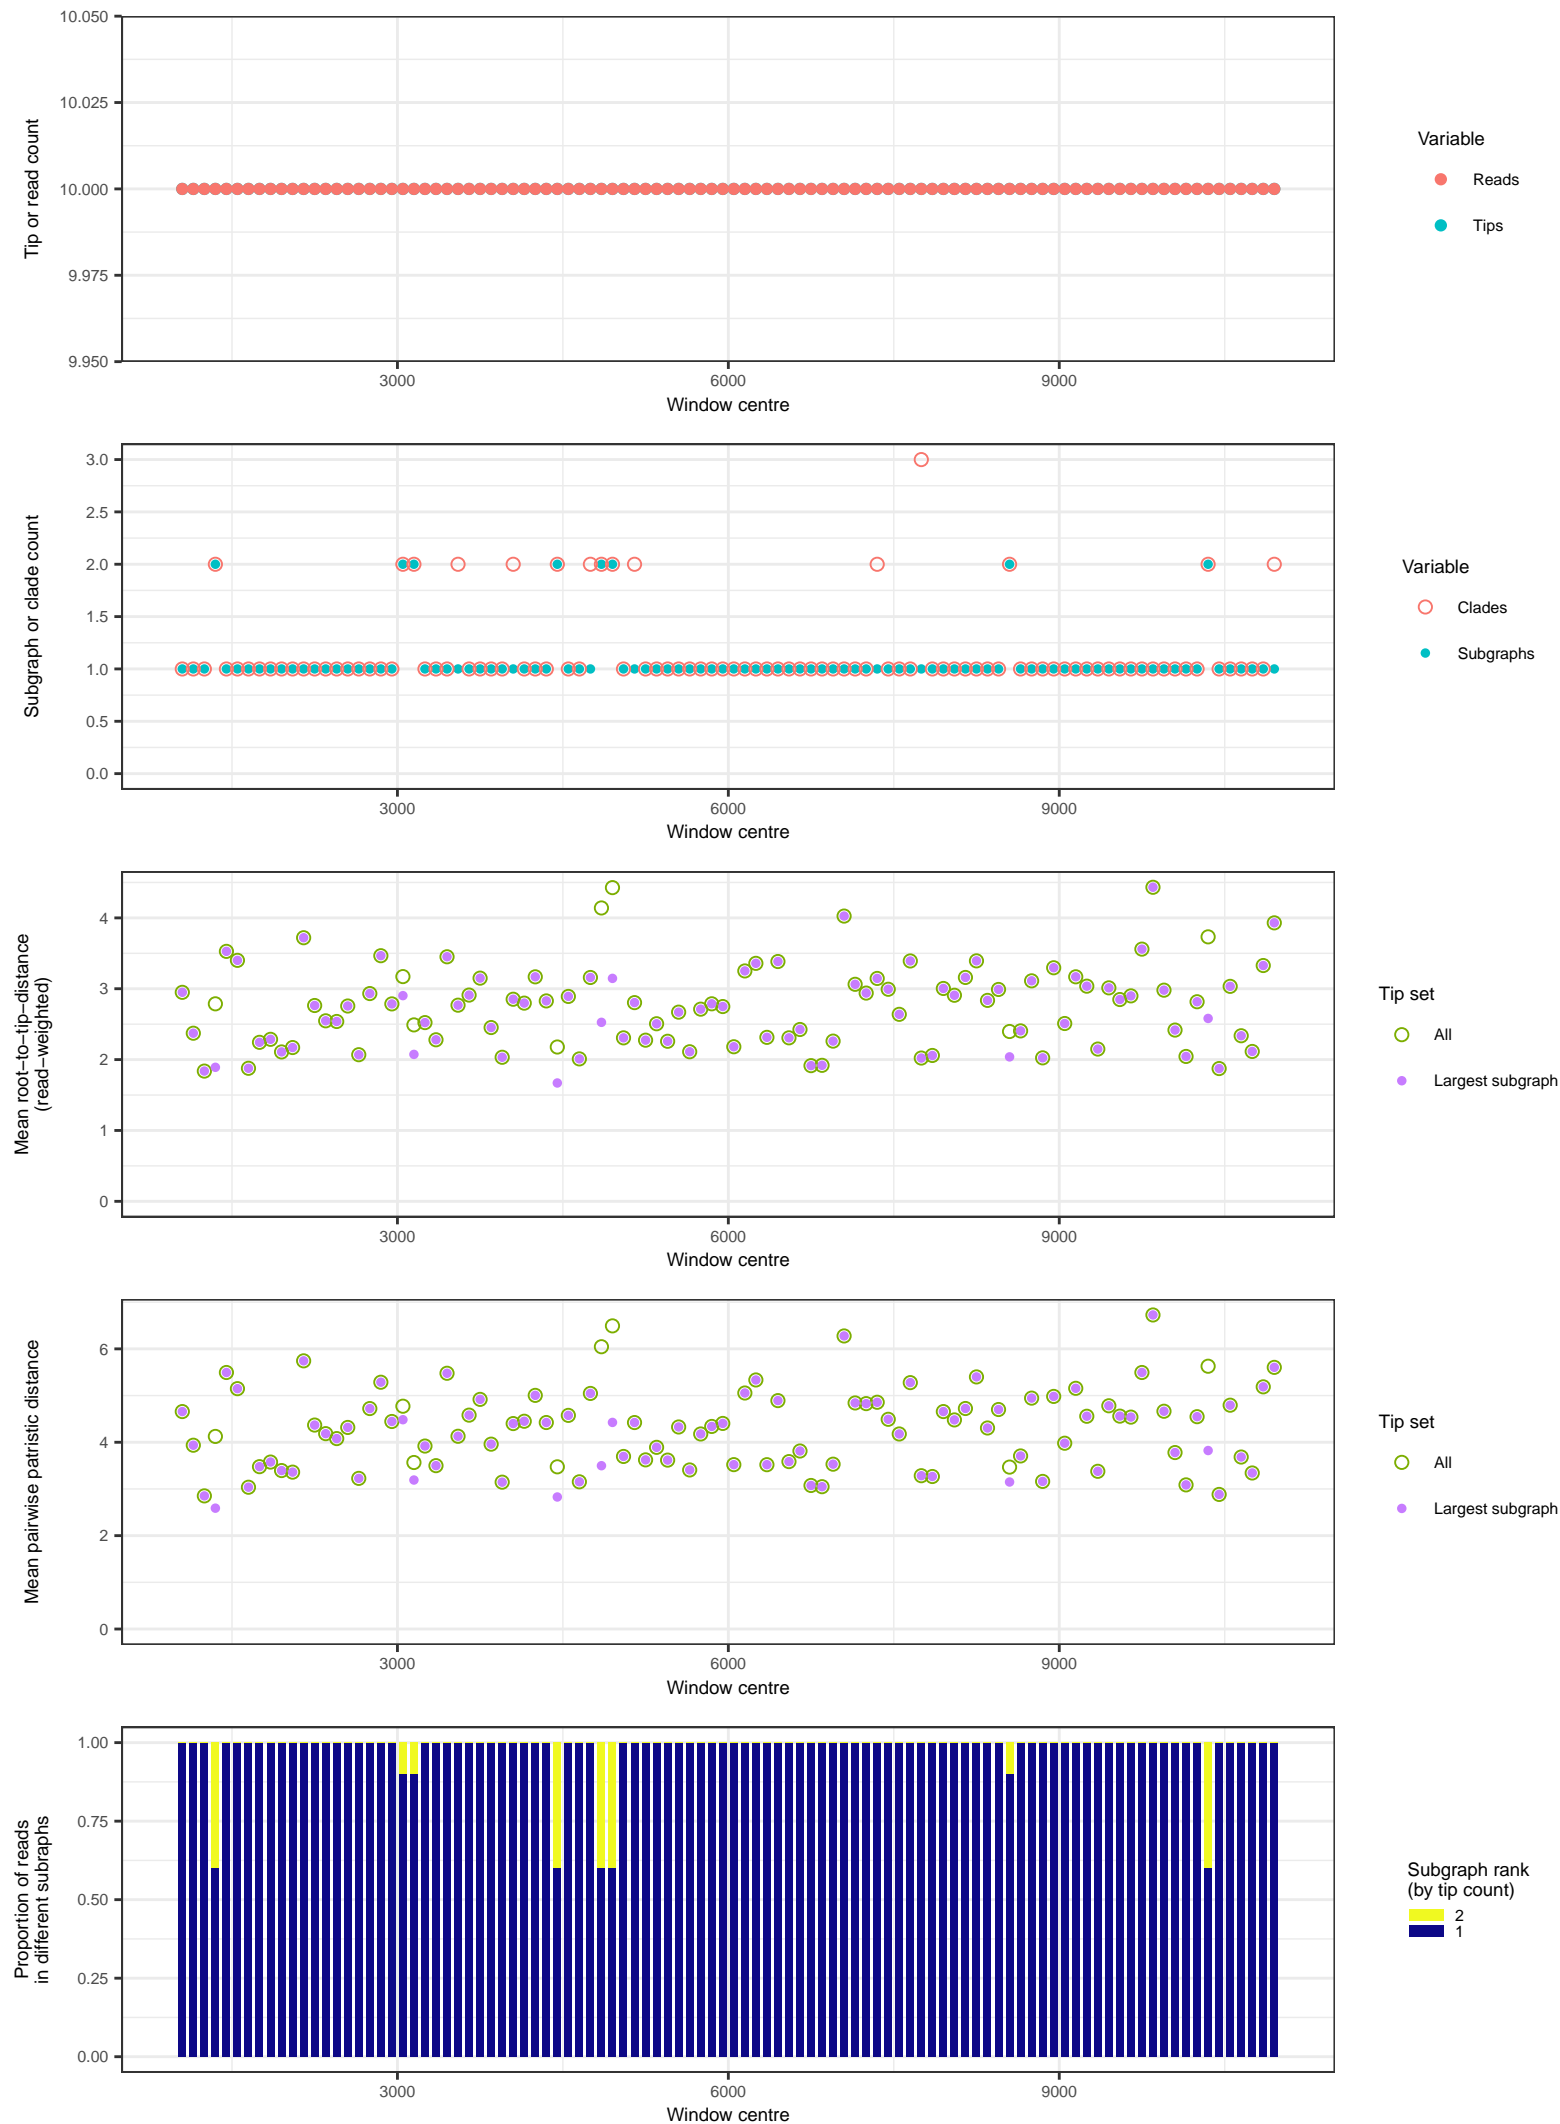 10.050
10.025
10.000
9.975
9.950
Tip or read count
3000
6000
9000
Window centre
Variable
Reads
Tips
3.0
2.5
2.0
1.5
1.0
0.5
0.0
Subgraph or clade count
3000
6000
9000
Window centre
Variable
Clades
Subgraphs
4
3
2
1
0
Mean root−to−tip−distance
(read−weighted)
3000
6000
9000
Window centre
Tip set
All
Largest subgraph
6
4
2
0
Mean pairwise patristic distance
3000
6000
9000
Window centre
Tip set
All
Largest subgraph
1.00
0.75
0.50
0.25
0.00
Proportion of reads
in different subraphs
3000
6000
9000
Window centre
Subgraph rank
(by tip count)
2
1